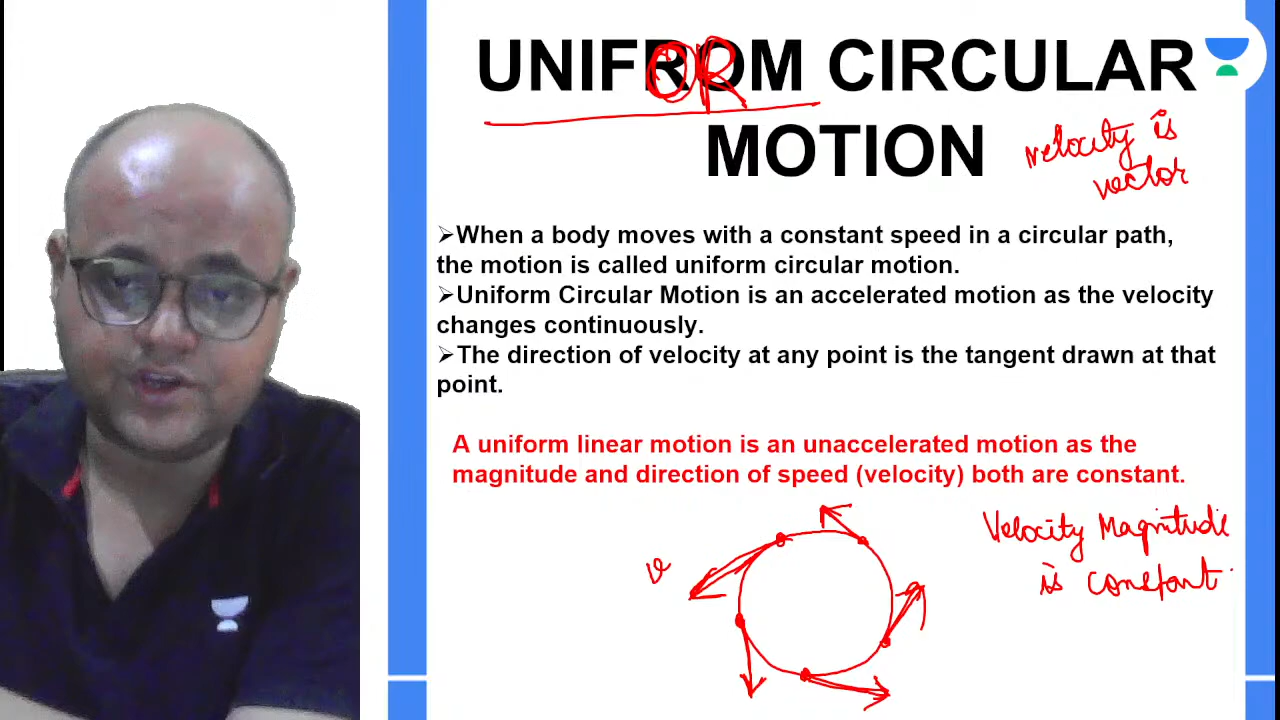 UNIFROM CIRCULAR
OR
MOTION
velocity is
vector
➢When a body moves with a constant speed in a circular path,
the motion is called uniform circular motion.
➢Uniform Circular Motion is an accelerated motion as the velocity
changes continuously.
➢The direction of velocity at any point is the tangent drawn at that
point.
A uniform linear motion is an unaccelerated motion as the
magnitude and direction of speed (velocity) both are constant.
Velocity Magnitude
is constant
v